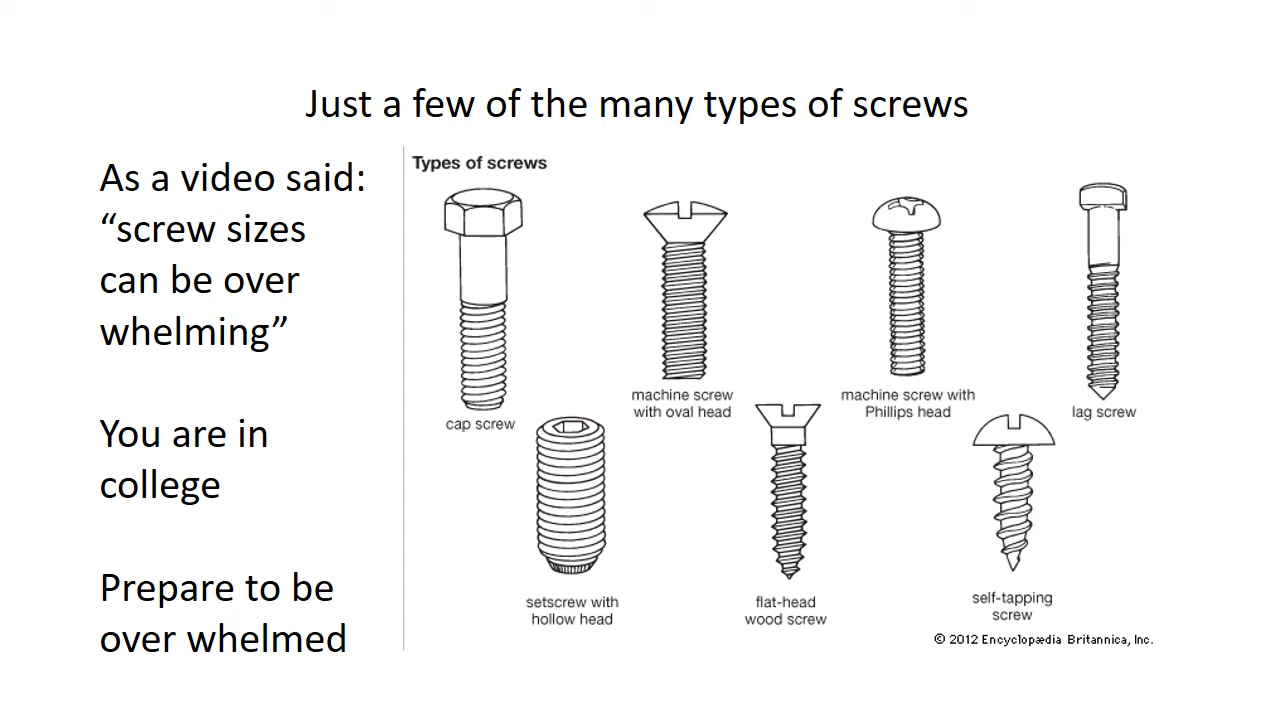 Just a few of the many types of screws
As a video said:
“screw sizes
can be over
whelming”
You are in
college
Prepare to be
over whelmed
Types of screws
cap screw
machine screw
with oval head
machine screw with
Phillips head
lag screw
setscrew with
hollow head
flat-head
wood screw
self-tapping
screw
© 2012 Encyclopædia Britannica, Inc.